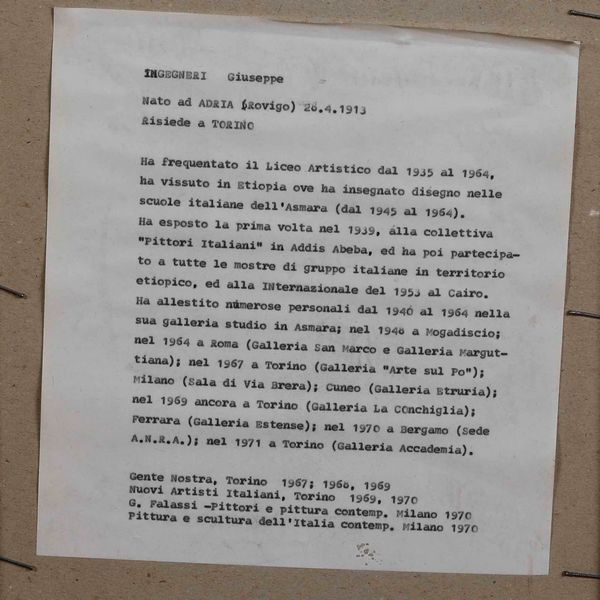 INGEGNERI Giuseppe
Nato ad ADRIA (Rovigo) 28.4.1913
Risiede a TORINO
Ha frequentato il Liceo Artistico dal 1935 al 1964,
ha vissuto in Etiopia ove ha insegnato disegno nelle
scuole italiane dell'Asmara (dal 1945 al 1964).
Ha esposto la prima volta nel 1939, alla collettiva
"Pittori Italiani" in Addis Abeba, ed ha poi partecipa-
to a tutte le mostre di gruppo italiane in territorio
etiopico, ed alla INternazionale del 1953 al Cairo.
Ha allestito numerose personali dal 1940 al 1964 nella
sua galleria studio in Asmara; nel 1948 a Mogadiscio;
nel 1964 a Roma (Galleria San Marco e Galleria Margut-
tiana); nel 1967 a Torino (Galleria "Arte sul Po");
Milano (Sala di Via Brera); Cuneo (Galleria Etruria);
nel 1969 ancora a Torino (Galleria La COnchiglia);
Ferrara (Galleria Estense); nel 1970 a Bergamo (Sede
A.N.R.A.); nel 1971 a Torino (Galleria Accademia).
Gente Nostra, Torino 1967; 1968, 1969
Nuovi Artisti Italiani, Torino 1969, 1970
G. Falassi -Pittori e pittura contemp. Milano 1970
Pittura e scultura dell'Italia contemp. Milano 1970